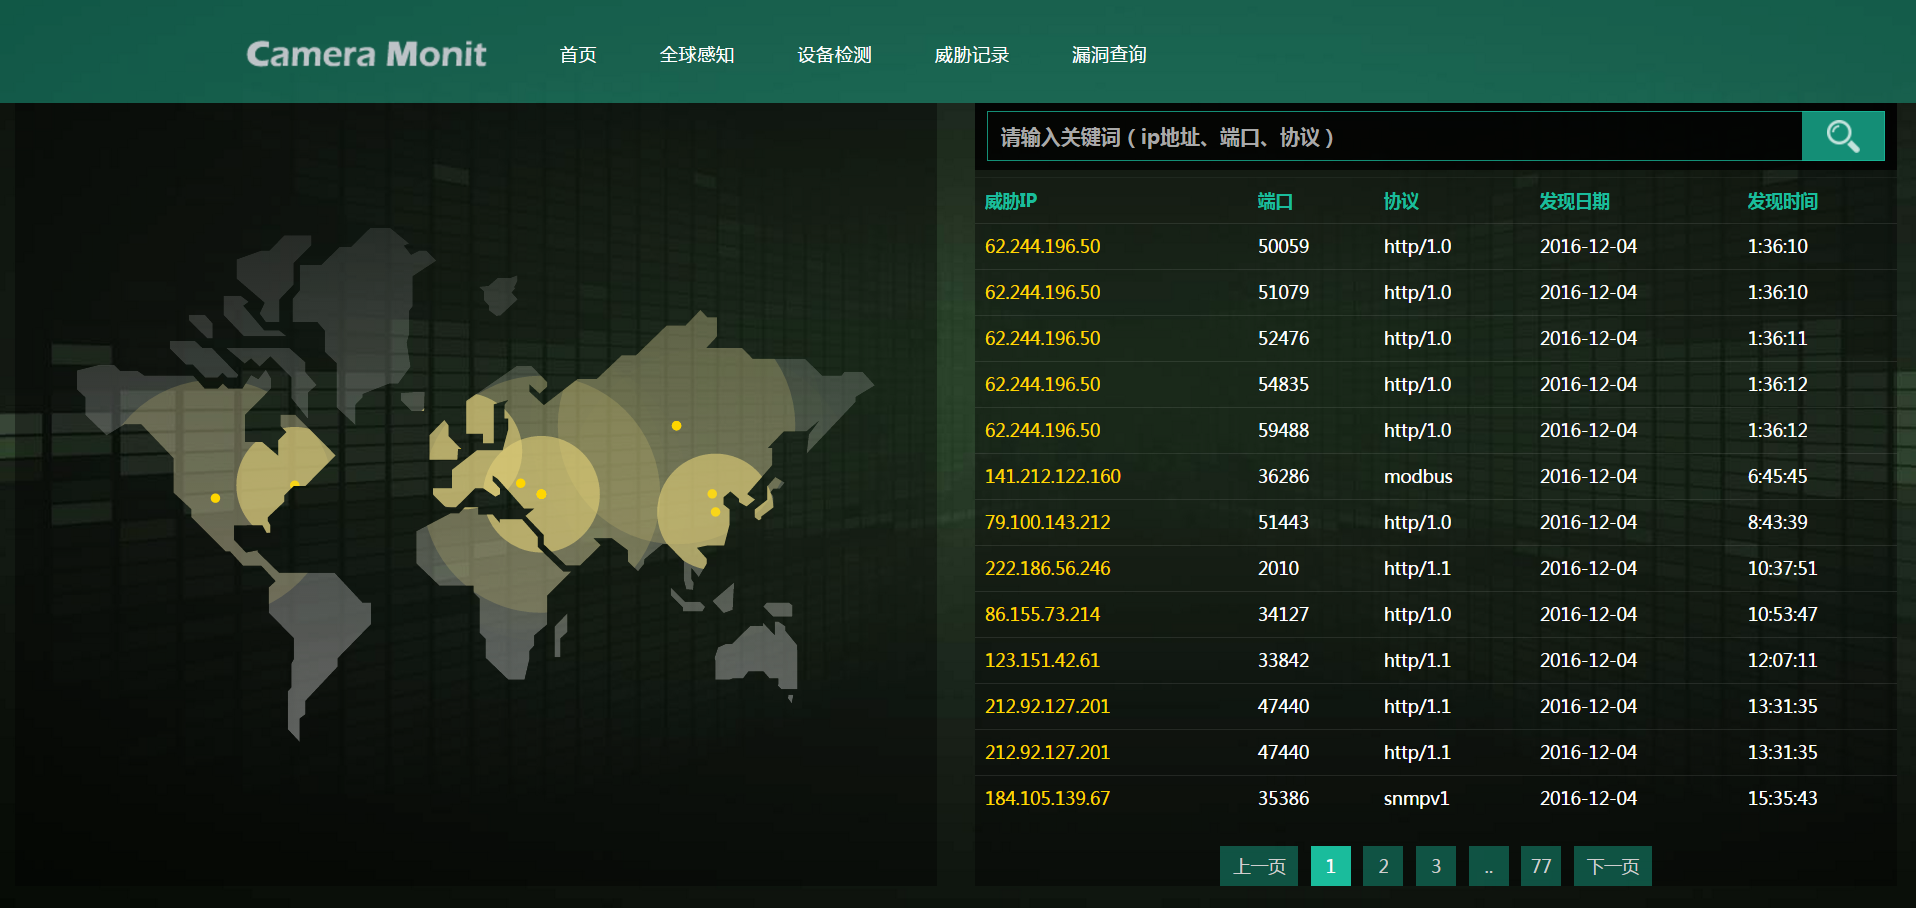 Camera Monit 首页 全球感知 设备检测 威胁记录 漏洞查询
请输入关键词（ip地址、端口、协议）
威胁IP 端口 协议 发现日期 发现时间
62.244.196.50 50059 http/1.0 2016-12-04 1:36:10
62.244.196.50 51079 http/1.0 2016-12-04 1:36:10
62.244.196.50 52476 http/1.0 2016-12-04 1:36:11
62.244.196.50 54835 http/1.0 2016-12-04 1:36:12
62.244.196.50 59488 http/1.0 2016-12-04 1:36:12
141.212.122.160 36286 modbus 2016-12-04 6:45:45
79.100.143.212 51443 http/1.0 2016-12-04 8:43:39
222.186.56.246 2010 http/1.1 2016-12-04 10:37:51
86.155.73.214 34127 http/1.0 2016-12-04 10:53:47
123.151.42.61 33842 http/1.1 2016-12-04 12:07:11
212.92.127.201 47440 http/1.1 2016-12-04 13:31:35
212.92.127.201 47440 http/1.1 2016-12-04 13:31:35
184.105.139.67 35386 snmpv1 2016-12-04 15:35:43
上一页 1 2 3 .. 77 下一页